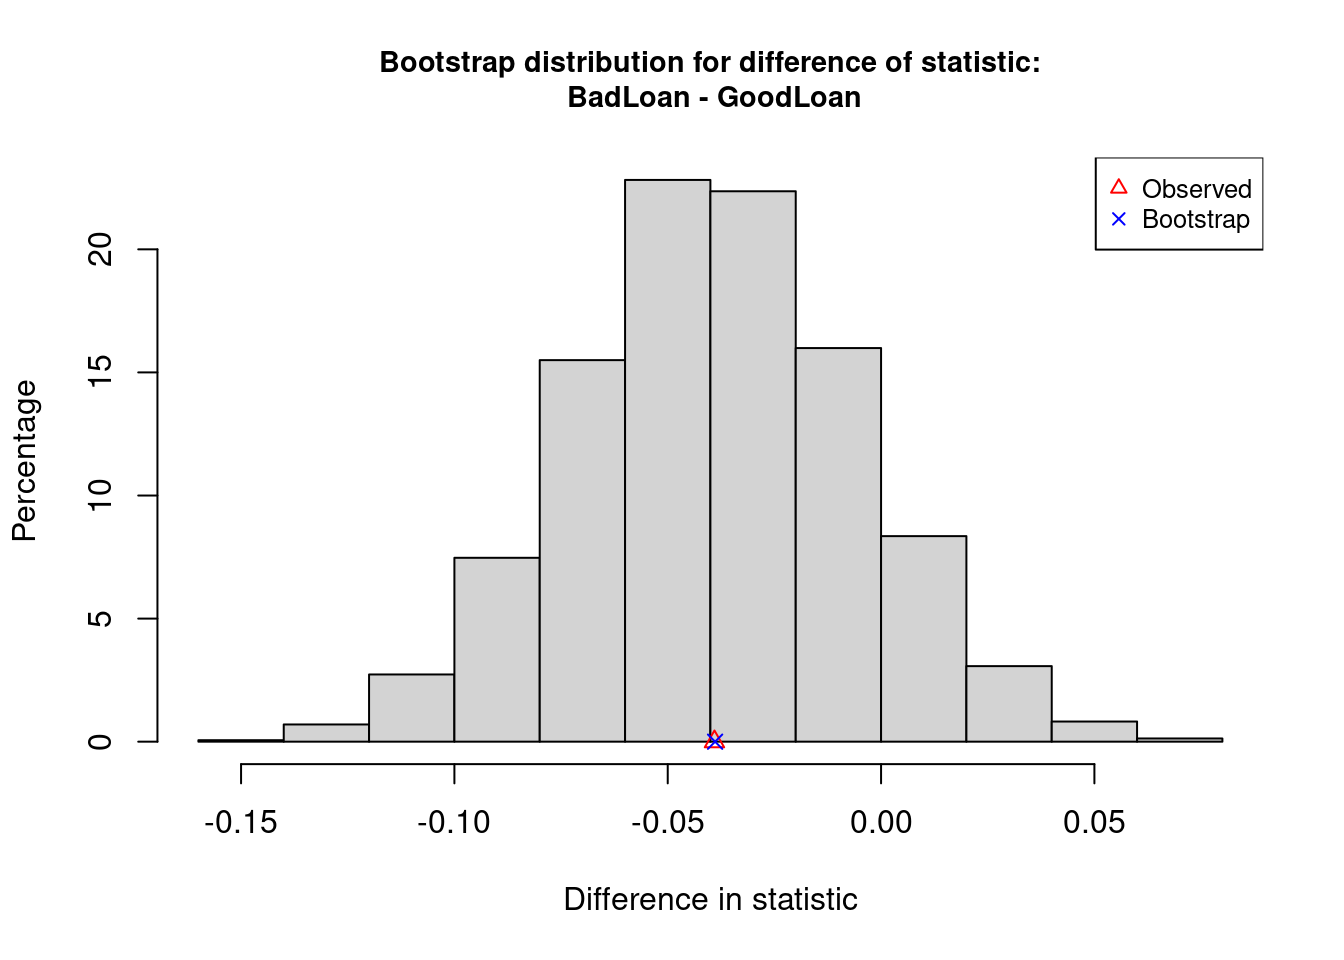 Bootstrap distribution for difference of statistic:
BadLoan - GoodLoan
Observed
Bootstrap
Percentage
20
15
10
5
0
-0.15 -0.10 -0.05 0.00 0.05
Difference in statistic